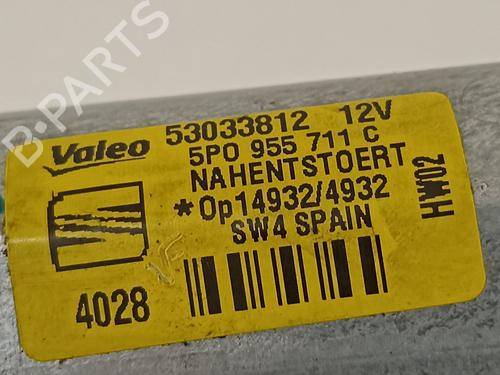 B-PARTS
Valeo 53033812 12V
5P0 955 711 C
NAHENTSTOERT
*Op14932/4932
SW4 SPAIN
4028
HW02